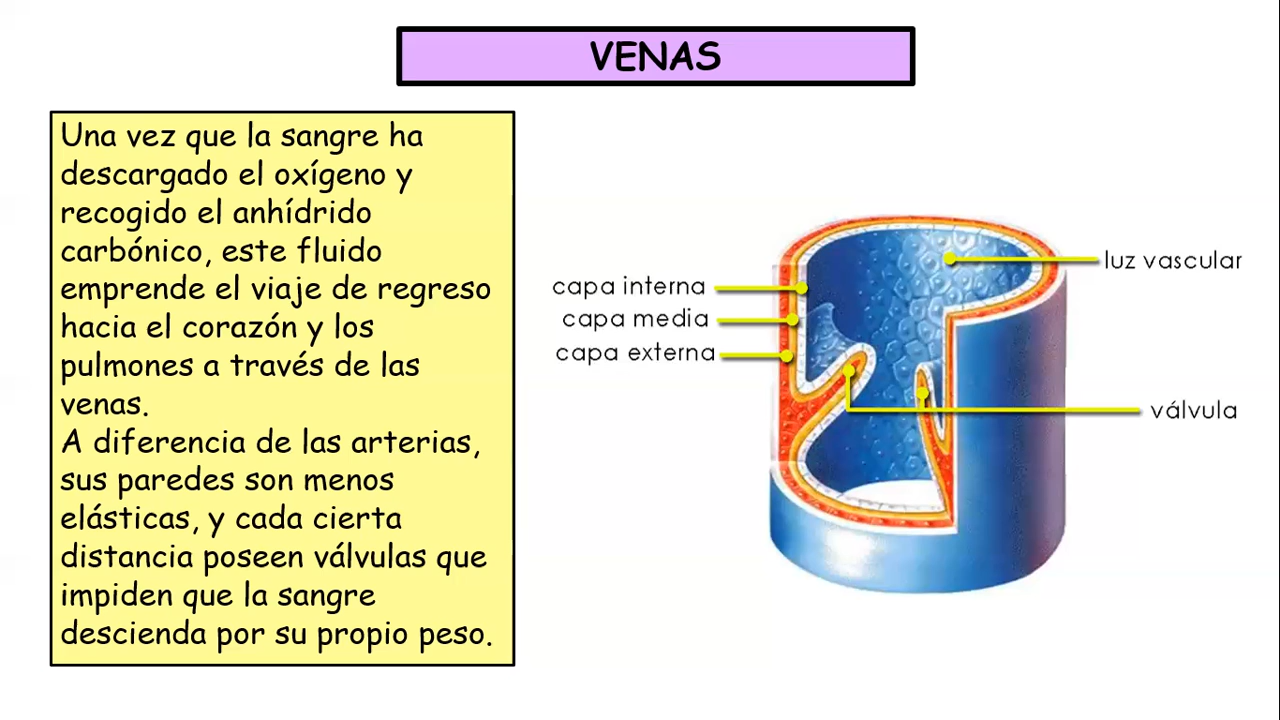 VENAS
Una vez que la sangre ha
descargado el oxígeno y
recogido el anhídrido
carbónico, este fluido
emprende el viaje de regreso
hacia el corazón y los
pulmones a través de las
venas.
A diferencia de las arterias,
sus paredes son menos
elásticas, y cada cierta
distancia poseen válvulas que
impiden que la sangre
descienda por su propio peso.
luz vascular
capa interna
capa media
capa externa
válvula